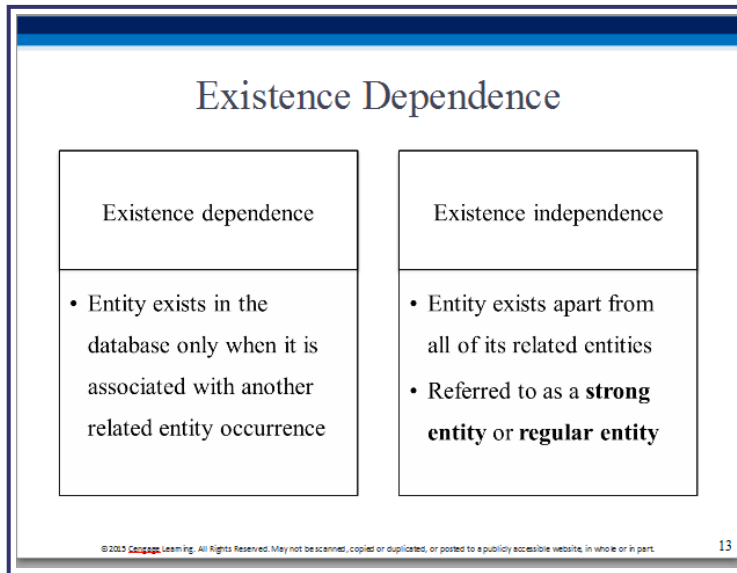 Existence Dependence
Existence dependence
• Entity exists in the
database only when it is
associated with another
related entity occurrence
Existence independence
• Entity exists apart from
all of its related entities
• Referred to as a strong
entity or regular entity
©2015 Cengage Learning. All Rights Reserved. May not be scanned, copied or duplicated, or posted to a publicly accessible website, in whole or in part.
13